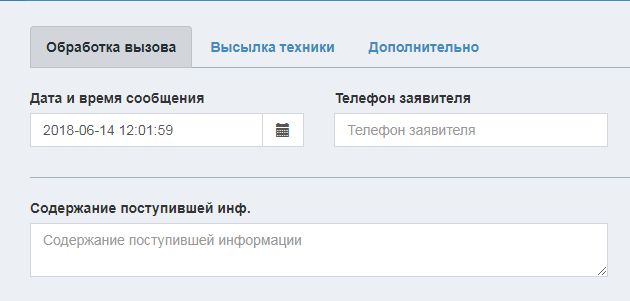 Обработка вызова Высылка техники Дополнительно
Дата и время сообщения Телефон заявителя
2018-06-14 12:01:59 Телефон заявителя
Содержание поступившей инф.
Содержание поступившей информации